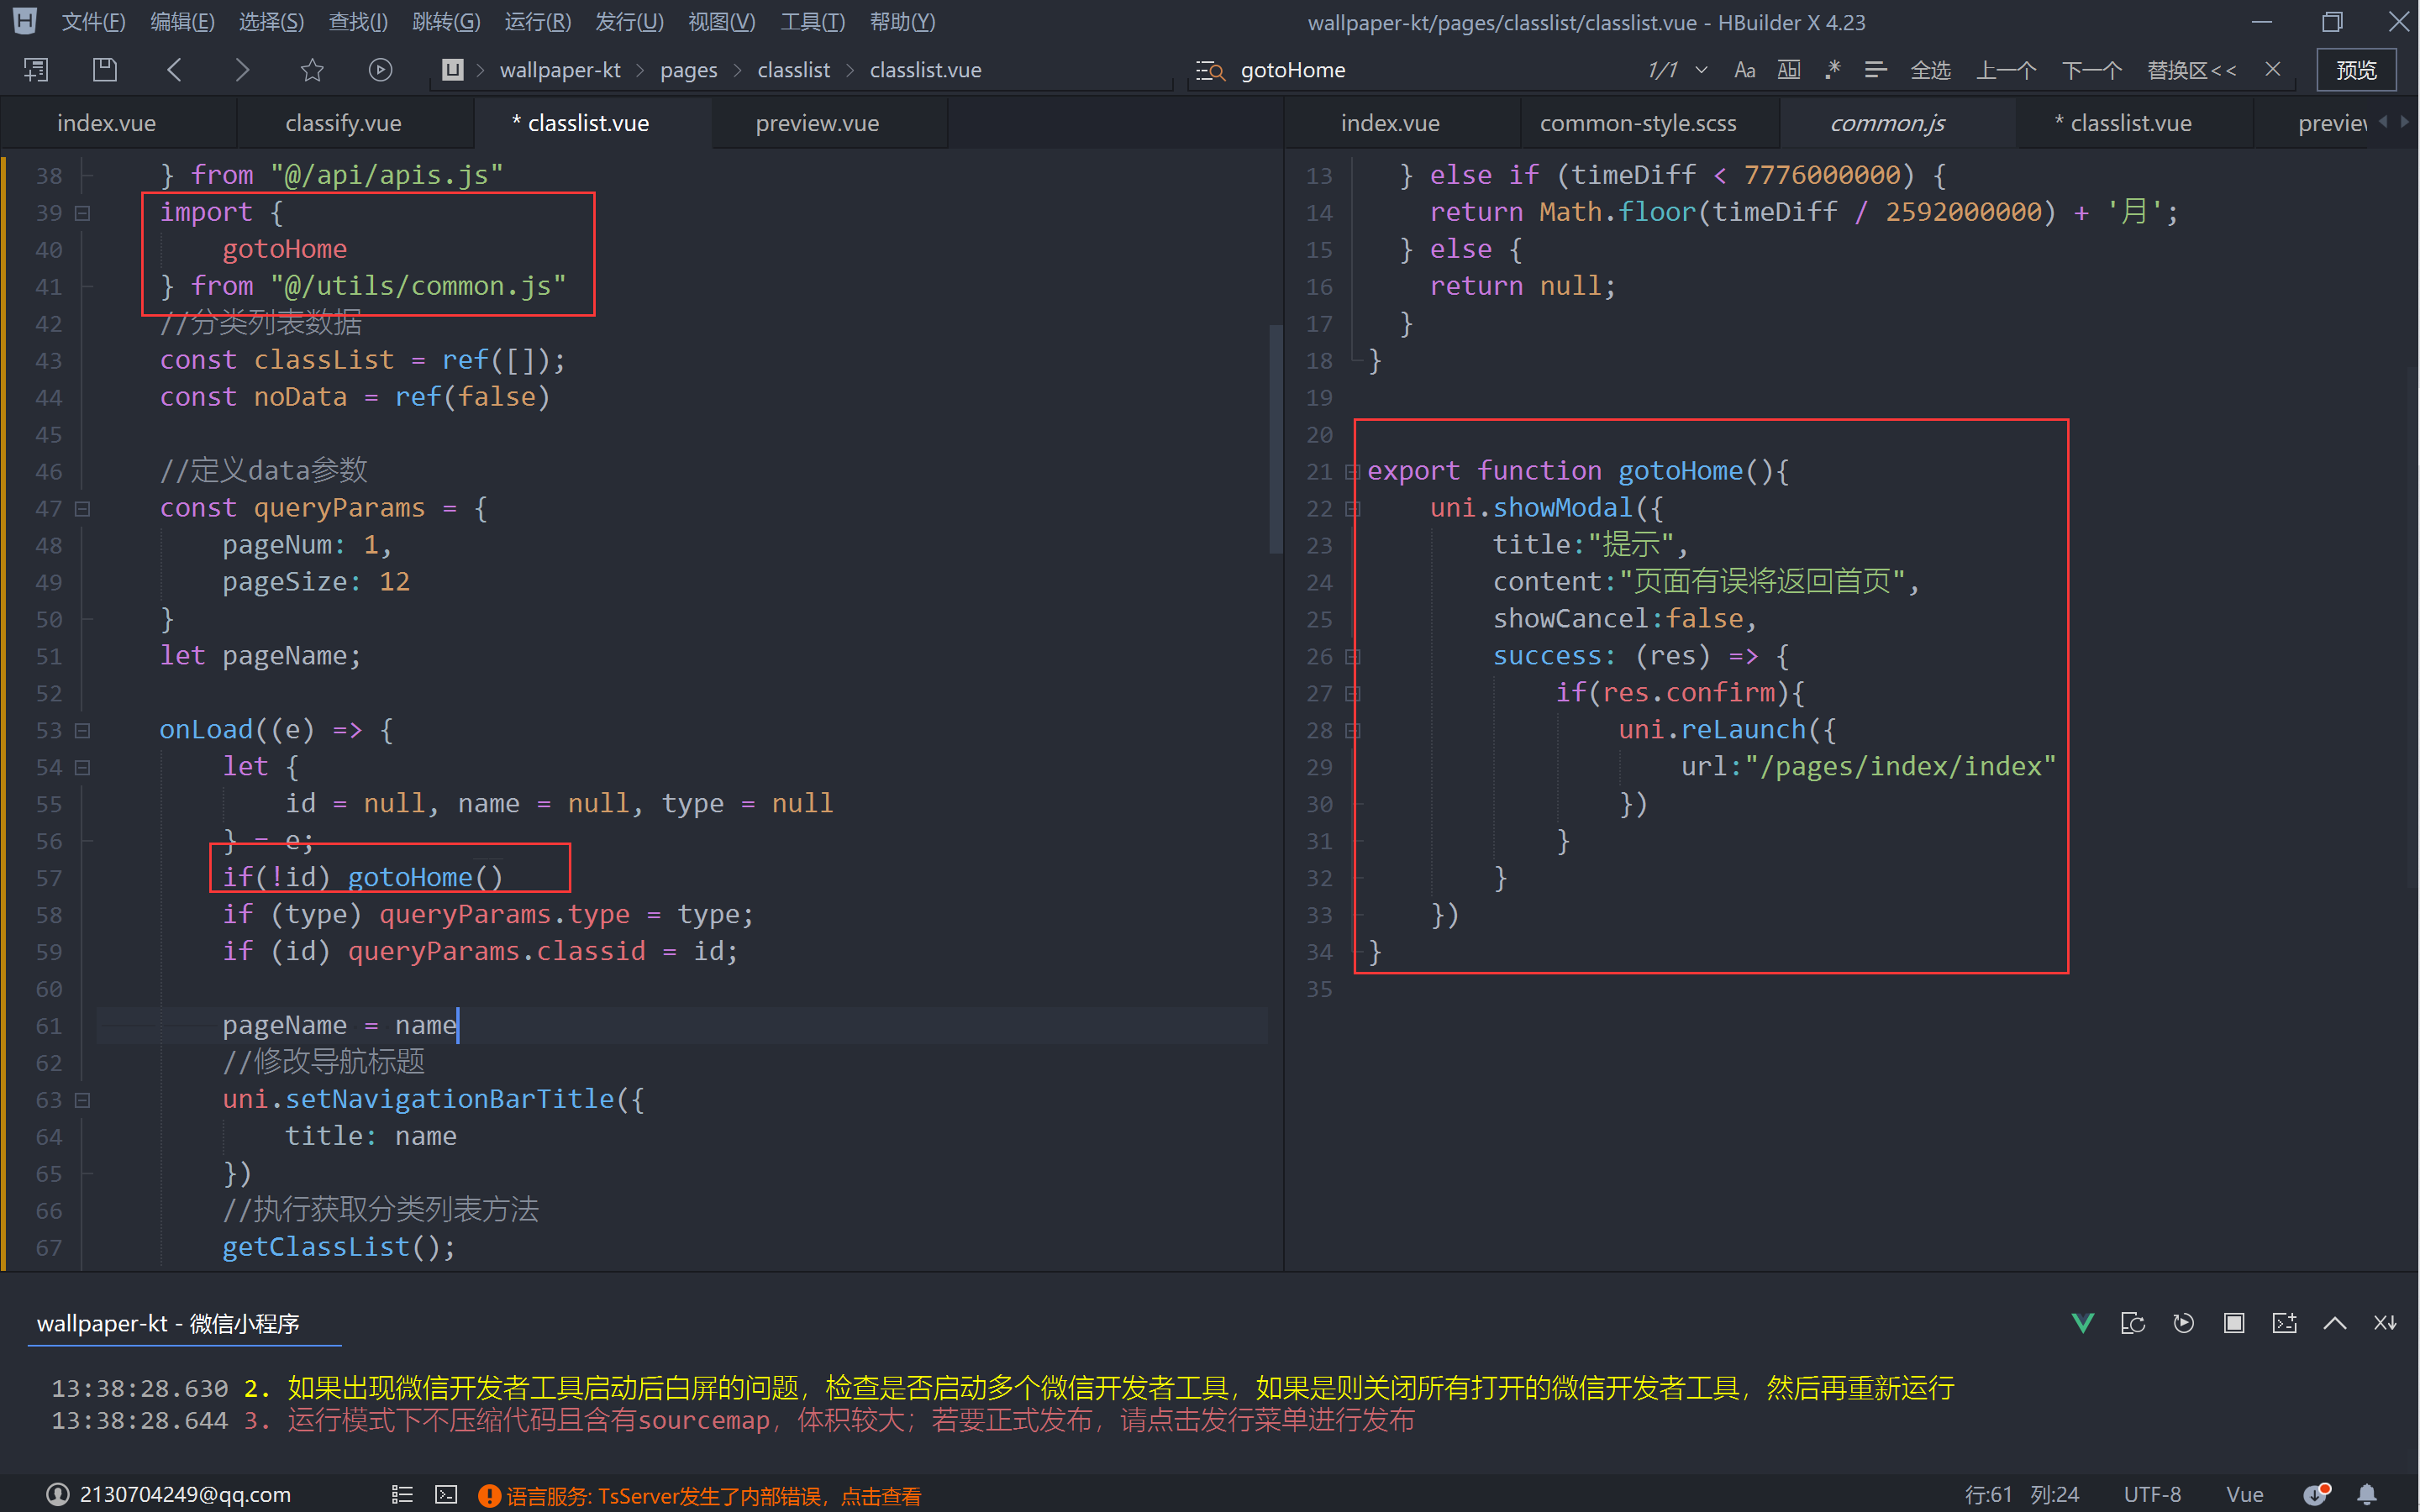 文件(F) 编辑(E) 选择(S) 查找(I) 跳转(G) 运行(R) 发行(U) 视图(V) 工具(T) 帮助(Y)
wallpaper-kt/pages/classlist/classlist.vue - HBuilder X 4.23
wallpaper-kt > pages > classlist > classlist.vue
gotoHome
1/1 Aa Ab| .* 全选 上一个 下一个 替换区<<
预览
index.vue classify.vue * classlist.vue preview.vue
38 } from "@/api/apis.js"
39 import {
40 gotoHome
41 } from "@/utils/common.js"
42 //分类列表数据
43 const classList = ref([]);
44 const noData = ref(false)
45
46 //定义data参数
47 const queryParams = {
48 pageNum: 1,
49 pageSize: 12
50 }
51 let pageName;
52
53 onLoad((e) => {
54 let {
55 id = null, name = null, type = null
56 } = e;
57 if(!id) gotoHome()
58 if (type) queryParams.type = type;
59 if (id) queryParams.classid = id;
60
61 pageName = name
62 //修改导航标题
63 uni.setNavigationBarTitle({
64 title: name
65 })
66 //执行获取分类列表方法
67 getClassList();
index.vue common-style.scss common.js * classlist.vue preview
13 } else if (timeDiff < 7776000000) {
14 return Math.floor(timeDiff / 2592000000) + '月';
15 } else {
16 return null;
17 }
18 }
19
20
21 export function gotoHome(){
22 uni.showModal({
23 title:"提示",
24 content:"页面有误将返回首页",
25 showCancel:false,
26 success: (res) => {
27 if(res.confirm){
28 uni.reLaunch({
29 url:"/pages/index/index"
30 })
31 }
32 }
33 })
34 }
35
wallpaper-kt - 微信小程序
13:38:28.630 2. 如果出现微信开发者工具启动后白屏的问题，检查是否启动多个微信开发者工具，如果是则关闭所有打开的微信开发者工具，然后再重新运行
13:38:28.644 3. 运行模式下不压缩代码且含有sourcemap，体积较大；若要正式发布，请点击发行菜单进行发布
2130704249@qq.com
语言服务: TsServer发生了内部错误，点击查看
行:61 列:24 UTF-8 Vue